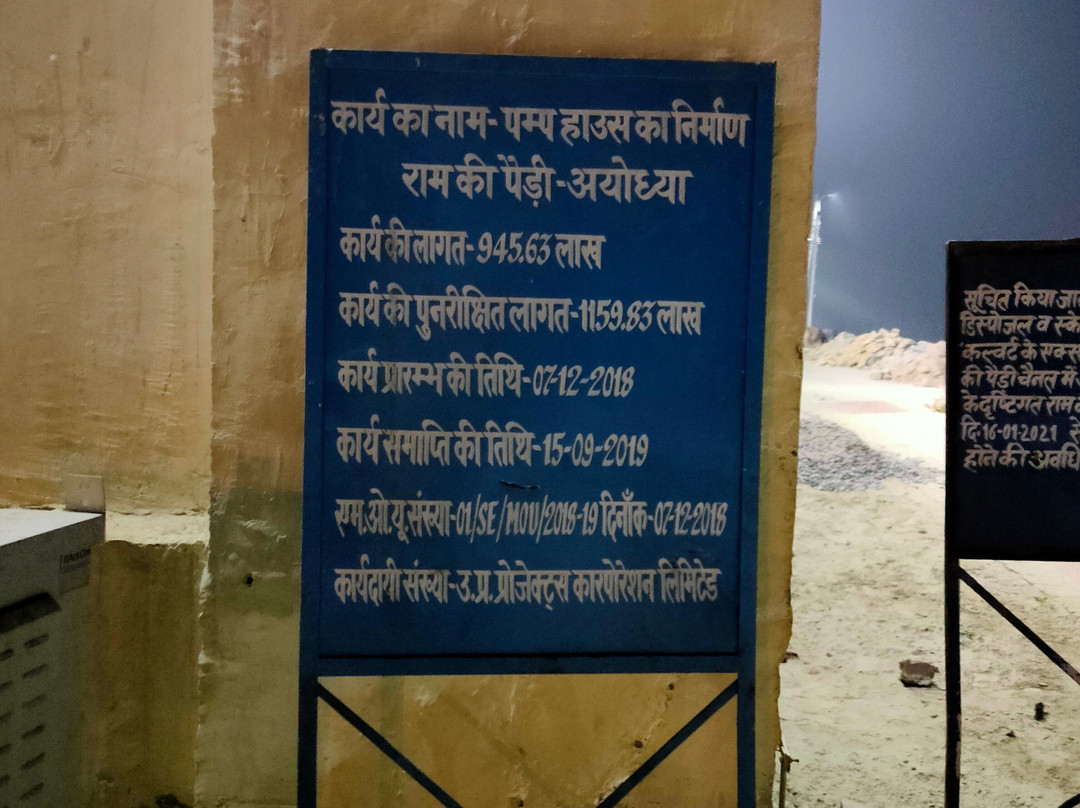 कार्य का नाम- पम्प हाउस का निर्माण
राम की पैड़ी-अयोध्या
कार्य की लागत-945.63 लाख
कार्य की पुनरीक्षित लागत-1159.83 लाख
कार्य प्रारम्भ की तिथि-07-12-2018
कार्य समाप्ति की तिथि-15-09-2019
एम.ओ.यू.संख्या-01/SE/MOU/2018-19 दिनाँक-07-12-2018
कार्यदायी संख्या-उ.प्र. प्रोजेक्ट्स कारपोरेशन लिमिटेड
सूचित किया जा
डिस्पोजल व स्के
कल्वर्ट के एक्स
की पैड़ी चैनल में
के दृष्टिगत राम
दि.16-01-2021 से
होने की अवधि